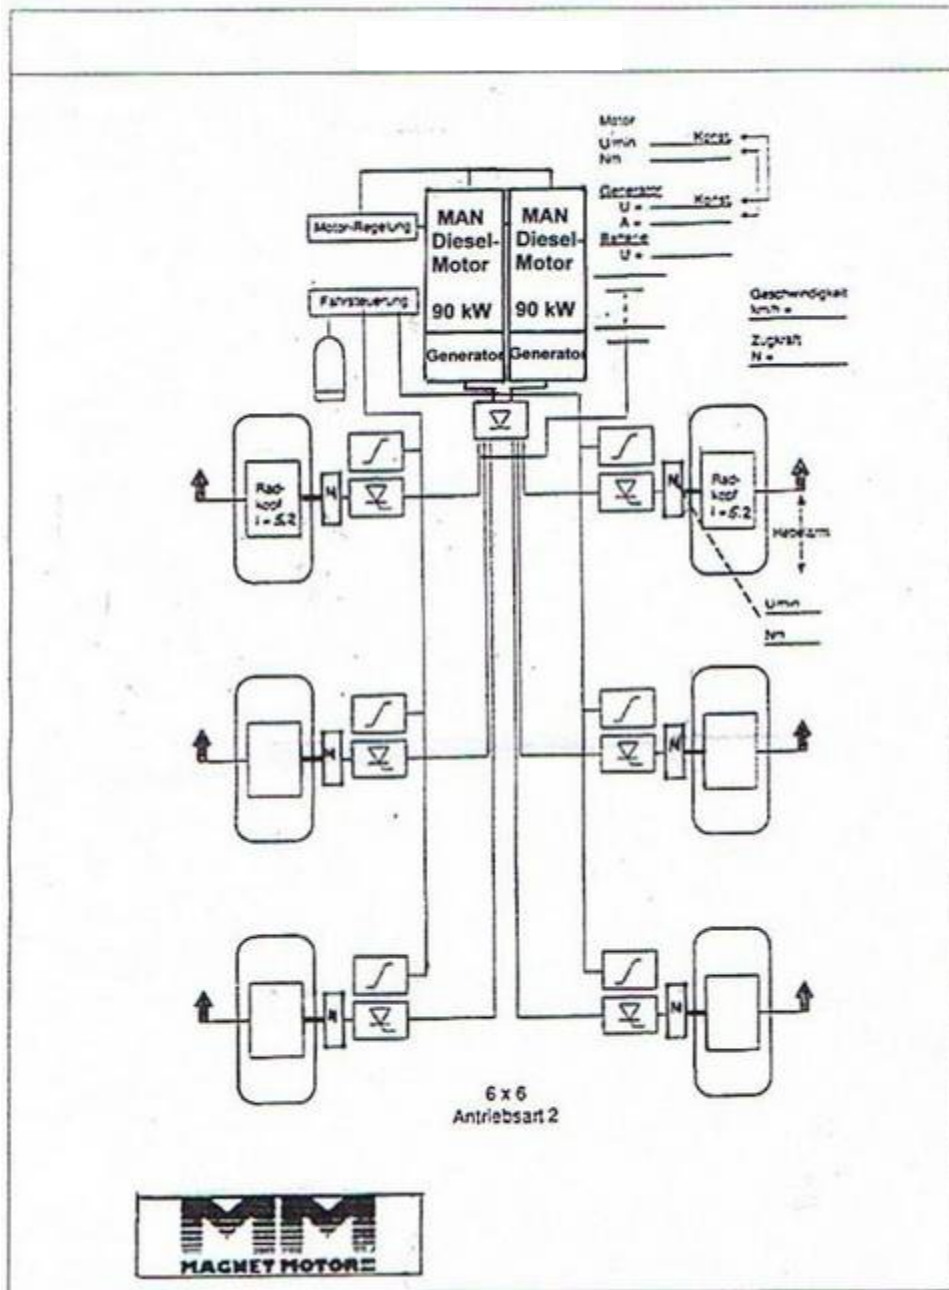 Motor
U/min Konst.
Nm
Generator
U = Konst.
A =
Batterie
U =
Motor-Regelung
MAN
Diesel-
Motor
90 kW
Generator
MAN
Diesel-
Motor
90 kW
Generator
Fahrsteuerung
Geschwindigkeit
km/h =
Zugkraft
N =
Rad-
kopf
i = 5.2
N
N
Rad-
kopf
i = 5.2
Hebelarm
U/min
Nm
N
N
N
N
6 x 6
Antriebsart 2
MAGNET MOTOR